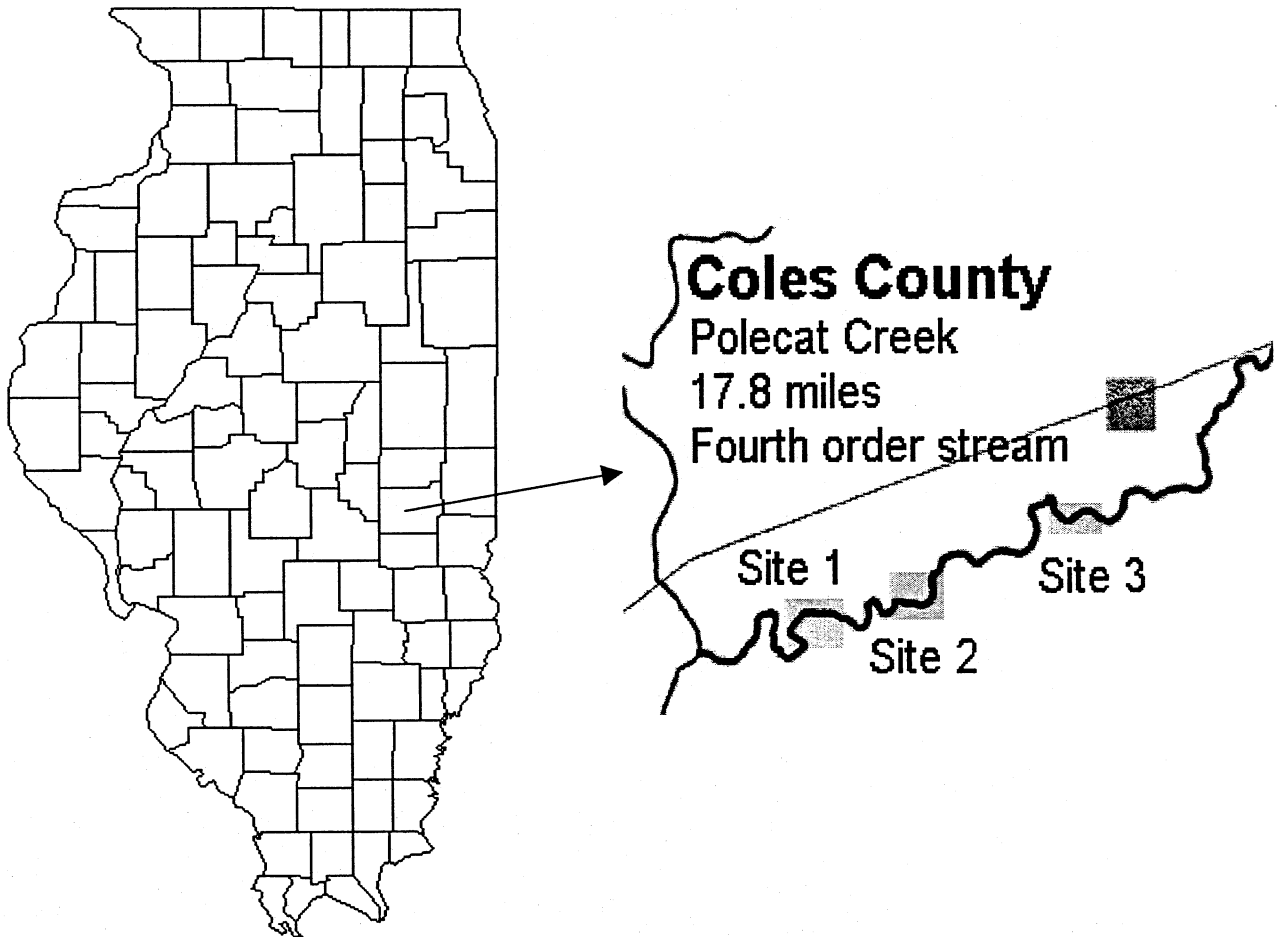 Coles County
Polecat Creek
17.8 miles
Fourth order stream
Site 1
Site 2
Site 3